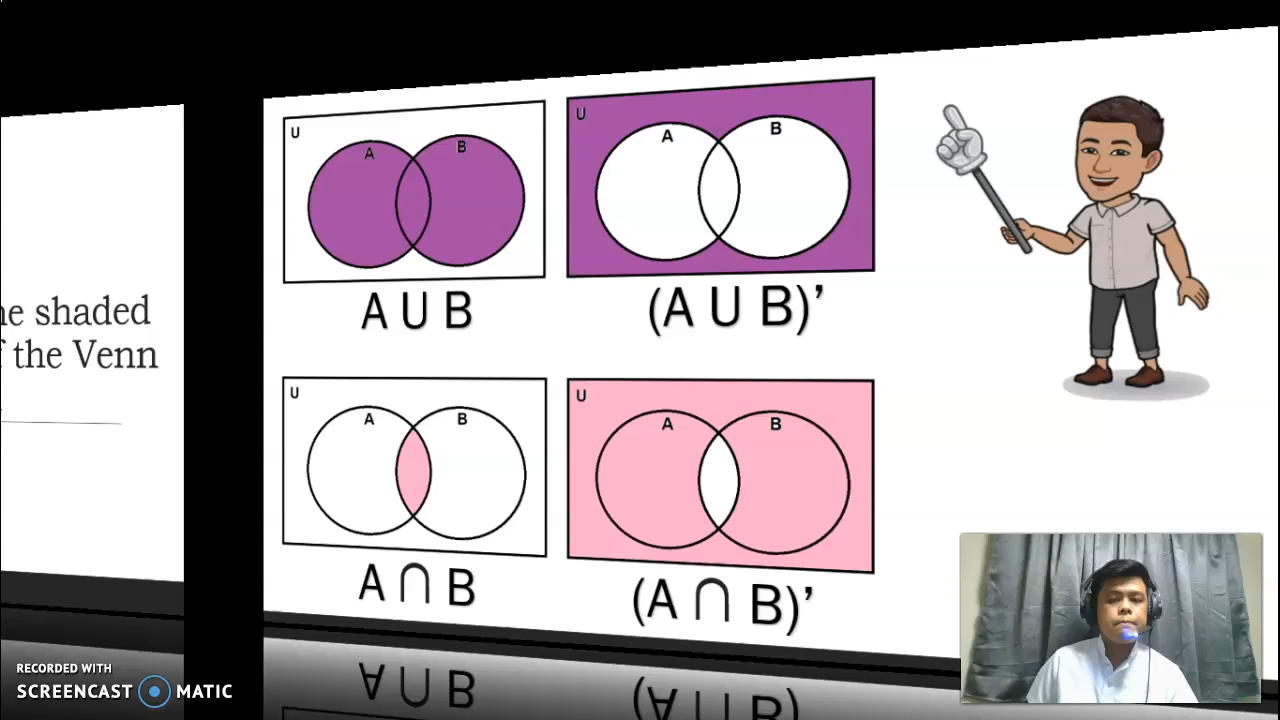 he shaded
f the Venn
U
A
B
A ∪ B
U
A
B
(A ∪ B)’
U
A
B
A ∩ B
U
A
B
(A ∩ B)’
RECORDED WITH
SCREENCAST MATIC